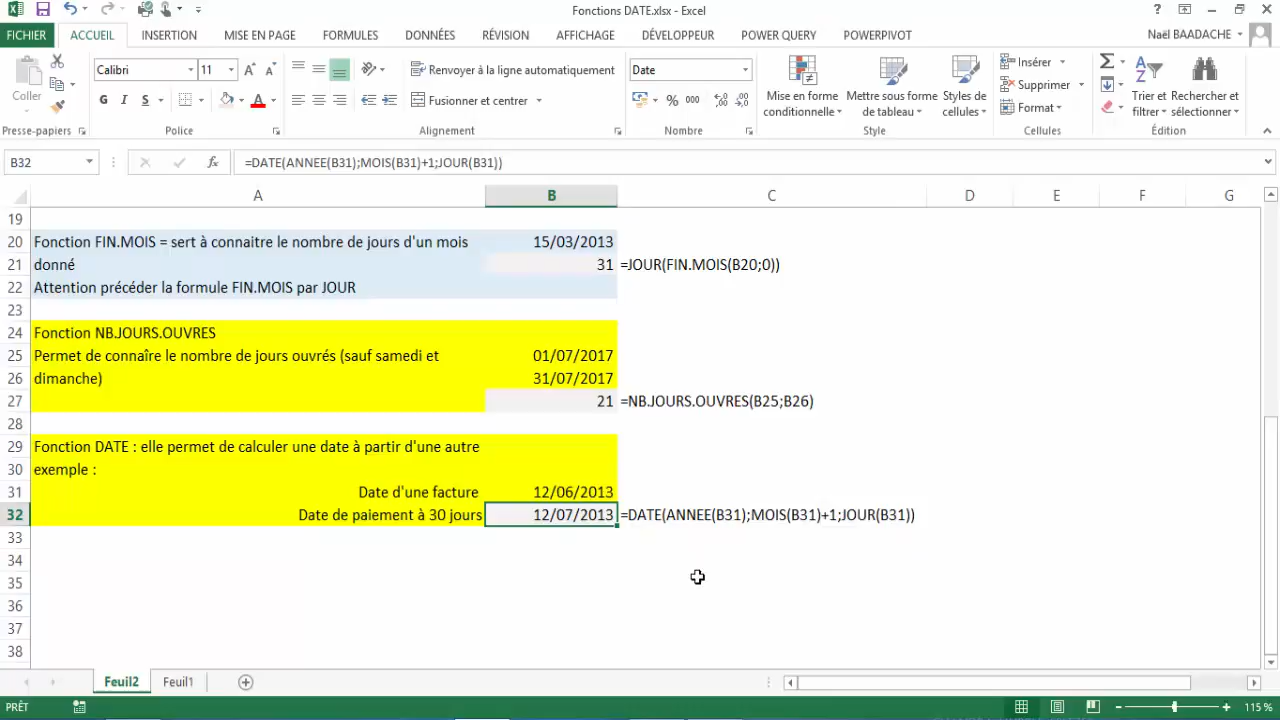 Fonctions DATE.xlsx - Excel
FICHIER ACCUEIL INSERTION MISE EN PAGE FORMULES DONNÉES RÉVISION AFFICHAGE DÉVELOPPEUR POWER QUERY POWERPIVOT Naël BAADACHE
Coller
Calibri 11
G I S
Renvoyer à la ligne automatiquement
Fusionner et centrer
Date
% 000
Mise en forme conditionnelle
Mettre sous forme de tableau
Styles de cellules
Insérer
Supprimer
Format
Trier et filtrer
Rechercher et sélectionner
Presse-papiers Police Alignement Nombre Style Cellules Édition
B32 fx =DATE(ANNEE(B31);MOIS(B31)+1;JOUR(B31))
A B C D E F G
19
20 Fonction FIN.MOIS = sert à connaitre le nombre de jours d'un mois 15/03/2013
21 donné 31 =JOUR(FIN.MOIS(B20;0))
22 Attention précéder la formule FIN.MOIS par JOUR
23
24 Fonction NB.JOURS.OUVRES
25 Permet de connaîre le nombre de jours ouvrés (sauf samedi et 01/07/2017
26 dimanche) 31/07/2017
27 21 =NB.JOURS.OUVRES(B25;B26)
28
29 Fonction DATE : elle permet de calculer une date à partir d'une autre
30 exemple :
31 Date d'une facture 12/06/2013
32 Date de paiement à 30 jours 12/07/2013 =DATE(ANNEE(B31);MOIS(B31)+1;JOUR(B31))
33
34
35
36
37
38
Feuil2 Feuil1
PRÊT 115 %